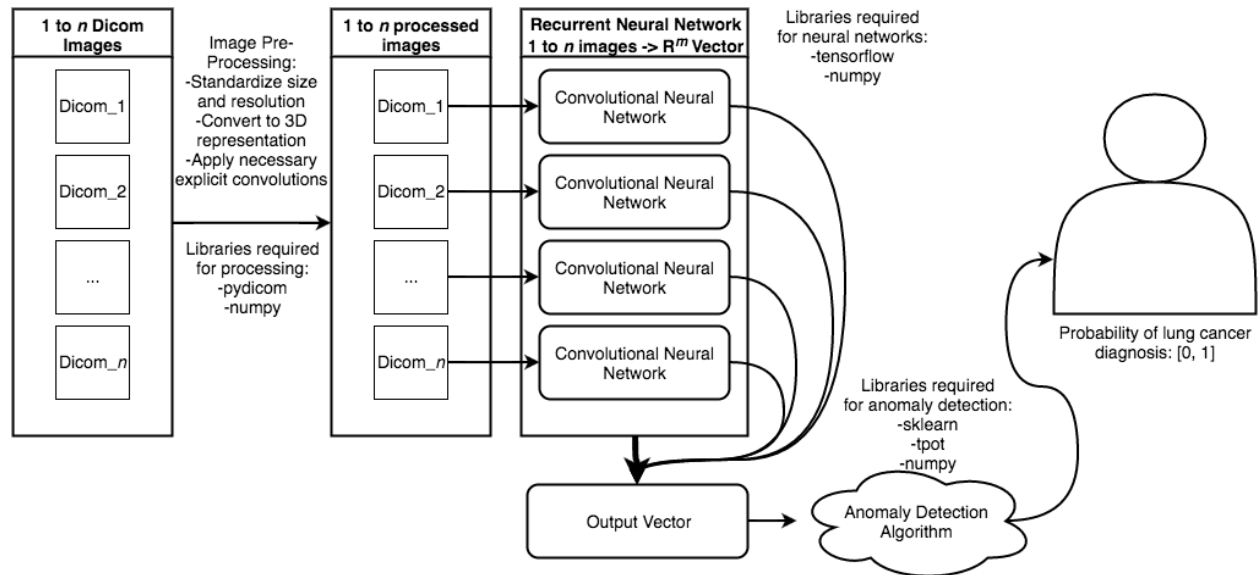 1 to n Dicom
Images
Dicom_1
Dicom_2
...
Dicom_n
Image Pre-
Processing:
-Standardize size
and resolution
-Convert to 3D
representation
-Apply necessary
explicit convolutions
Libraries required
for processing:
-pydicom
-numpy
1 to n processed
images
Dicom_1
Dicom_2
...
Dicom_n
Recurrent Neural Network
1 to n images -> R^m Vector
Convolutional Neural
Network
Convolutional Neural
Network
Convolutional Neural
Network
Convolutional Neural
Network
Libraries required
for neural networks:
-tensorflow
-numpy
Output Vector
Libraries required
for anomaly detection:
-sklearn
-tpot
-numpy
Anomaly Detection
Algorithm
Probability of lung cancer
diagnosis: [0, 1]